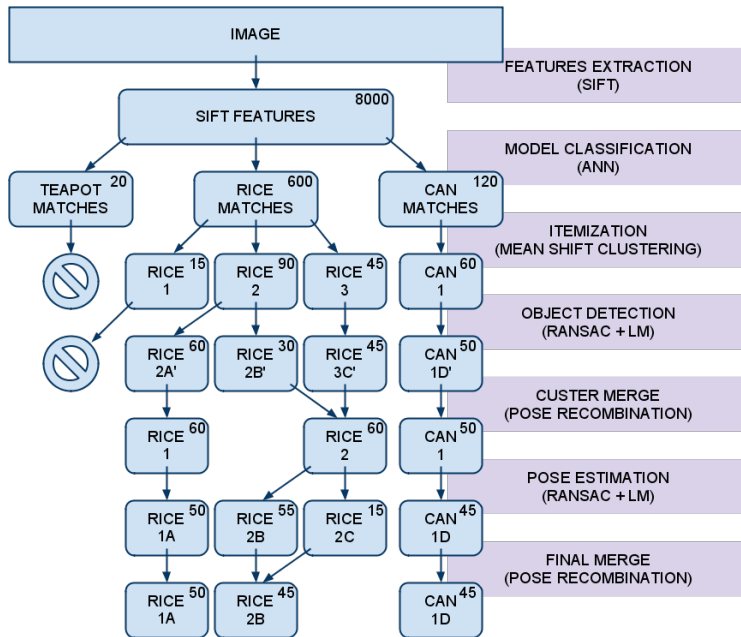 IMAGE
FEATURES EXTRACTION
(SIFT)
8000
SIFT FEATURES
MODEL CLASSIFICATION
(ANN)
TEAPOT 20
MATCHES
RICE 600
MATCHES
CAN 120
MATCHES
ITEMIZATION
(MEAN SHIFT CLUSTERING)
RICE 15
1
RICE 90
2
RICE 45
3
CAN 60
1
OBJECT DETECTION
(RANSAC + LM)
RICE 60
2A'
RICE 30
2B'
RICE 45
3C'
CAN 50
1D'
CUSTER MERGE
(POSE RECOMBINATION)
RICE 60
1
RICE 60
2
CAN 50
1
POSE ESTIMATION
(RANSAC + LM)
RICE 50
1A
RICE 55
2B
RICE 15
2C
CAN 45
1D
FINAL MERGE
(POSE RECOMBINATION)
RICE 50
1A
RICE 45
2B
CAN 45
1D